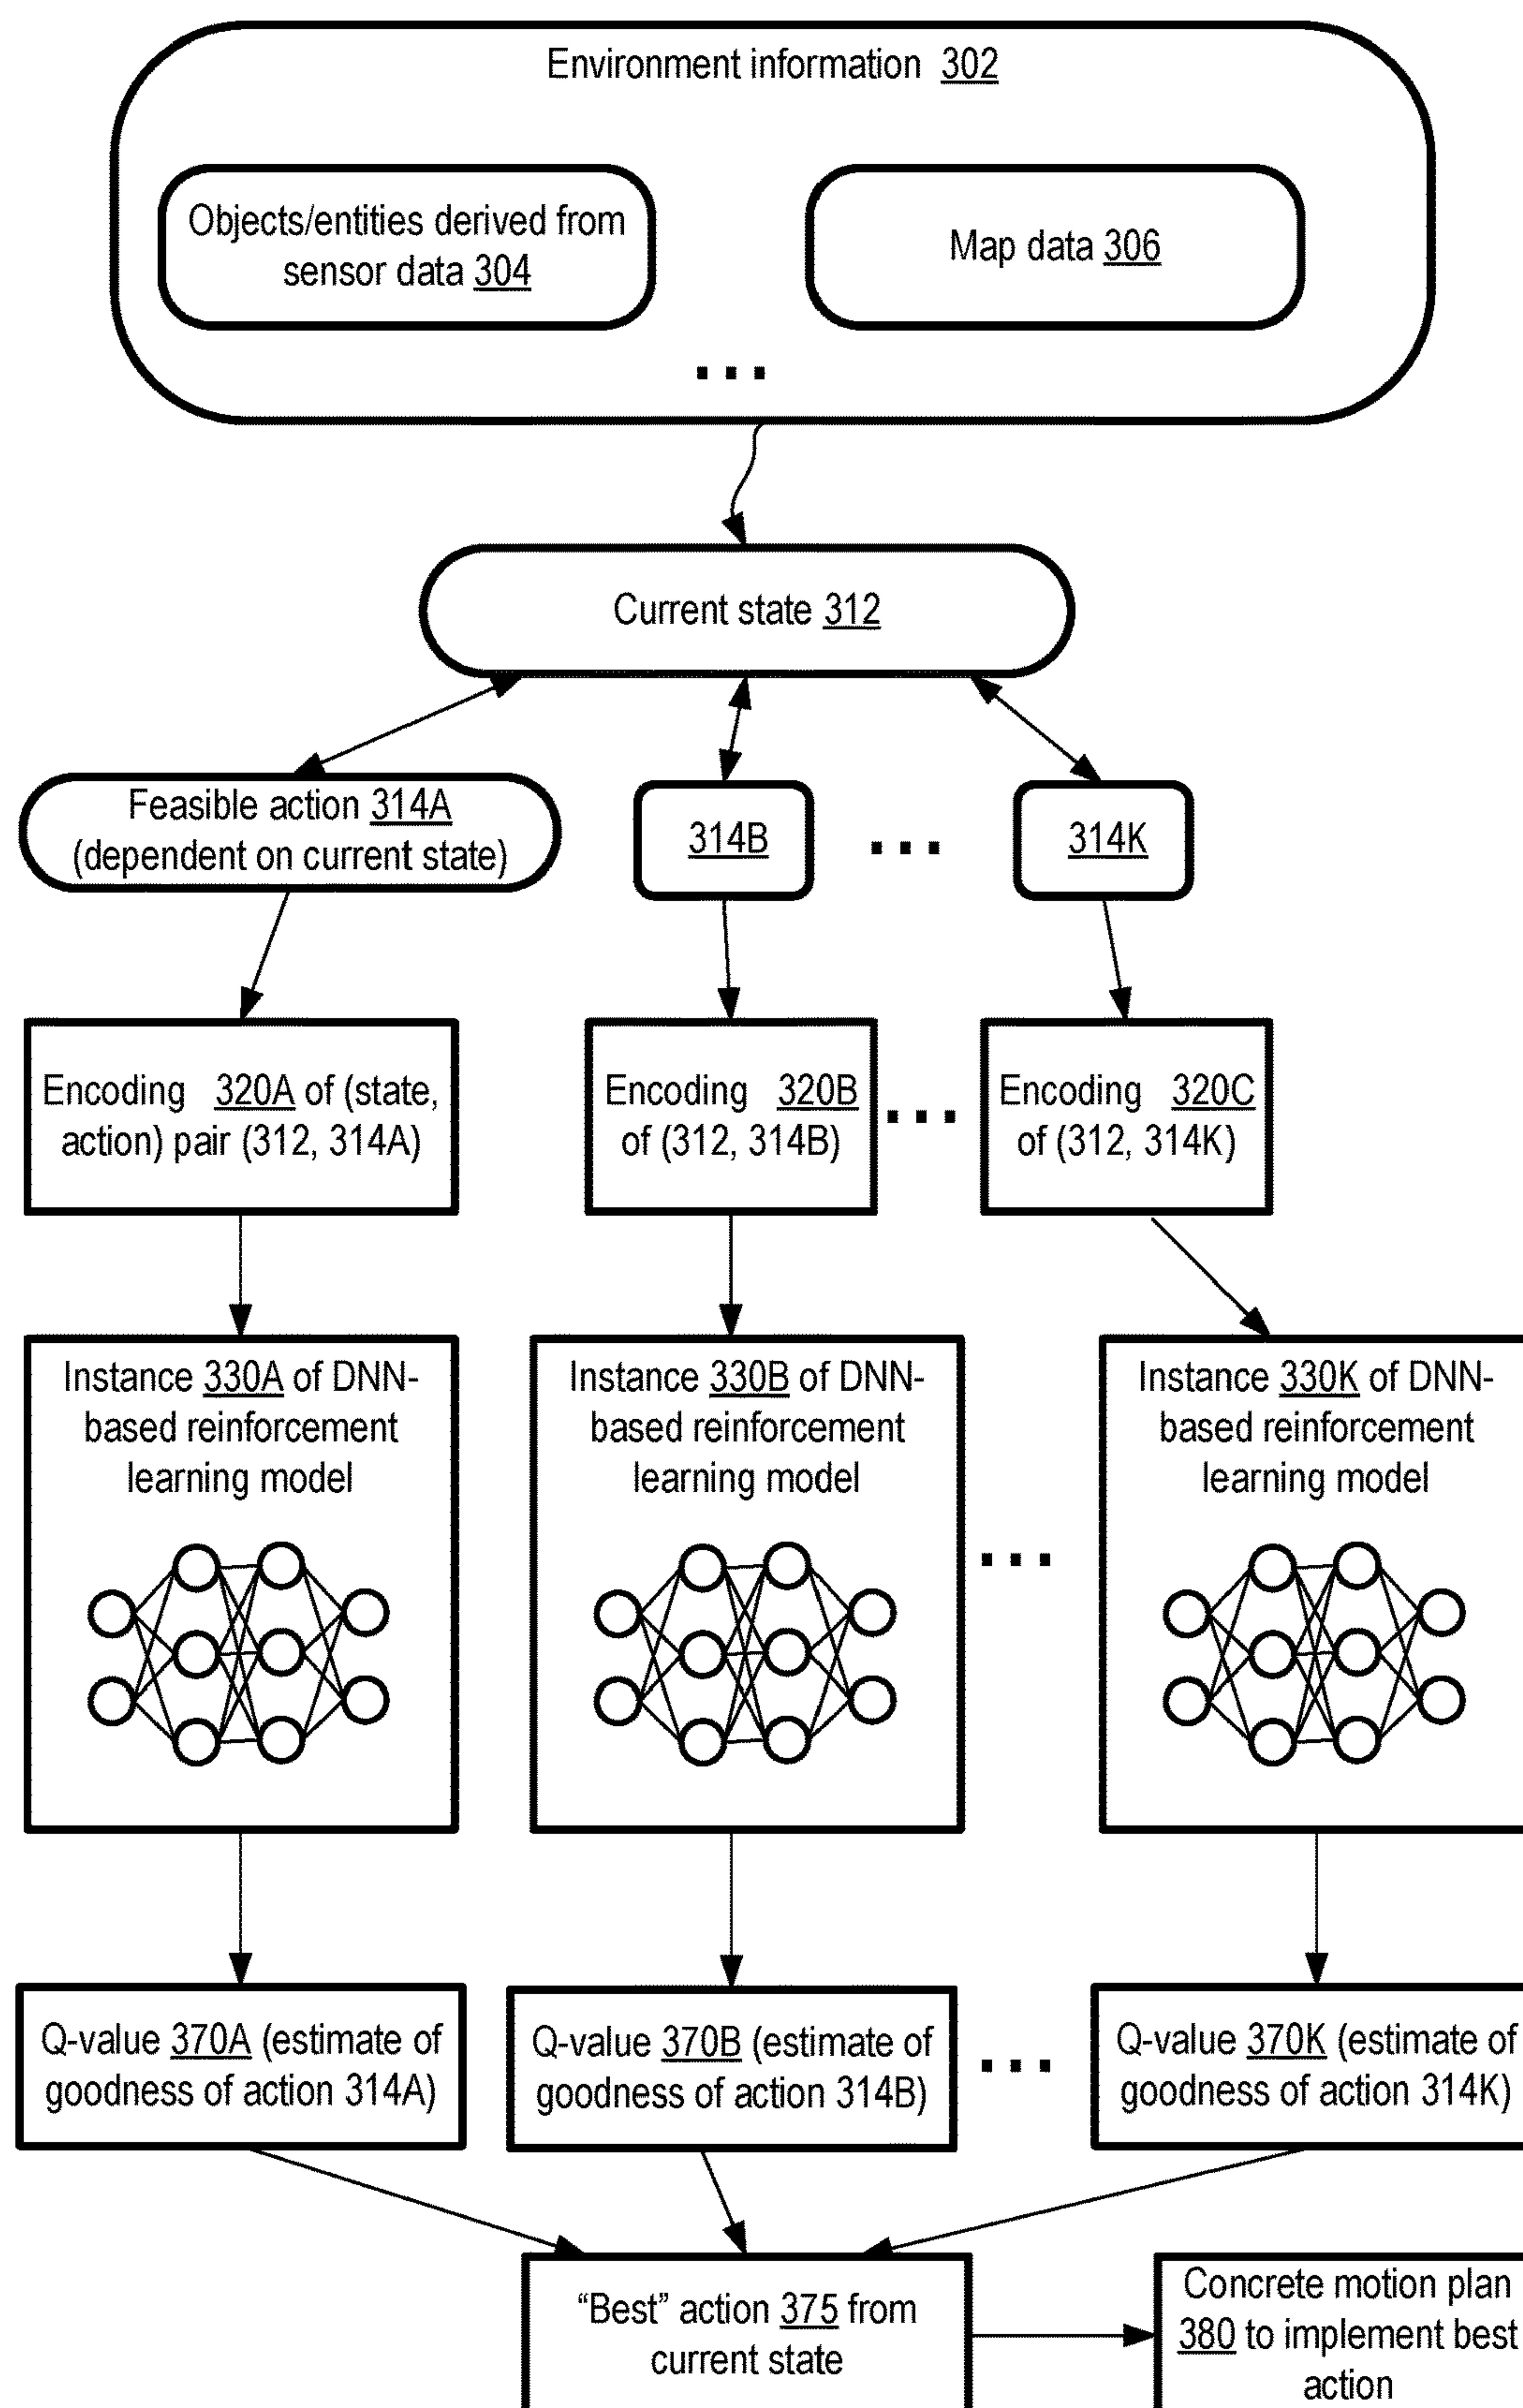 Environment information 302
Objects/entities derived from
sensor data 304
Map data 306
...
Current state 312
Feasible action 314A
(dependent on current state)
314B
...
314K
Encoding 320A of (state,
action) pair (312, 314A)
Encoding 320B
of (312, 314B)
...
Encoding 320C
of (312, 314K)
Instance 330A of DNN-
based reinforcement
learning model
Instance 330B of DNN-
based reinforcement
learning model
...
Instance 330K of DNN-
based reinforcement
learning model
Q-value 370A (estimate of
goodness of action 314A)
Q-value 370B (estimate of
goodness of action 314B)
...
Q-value 370K (estimate of
goodness of action 314K)
“Best” action 375 from
current state
Concrete motion plan
380 to implement best
action